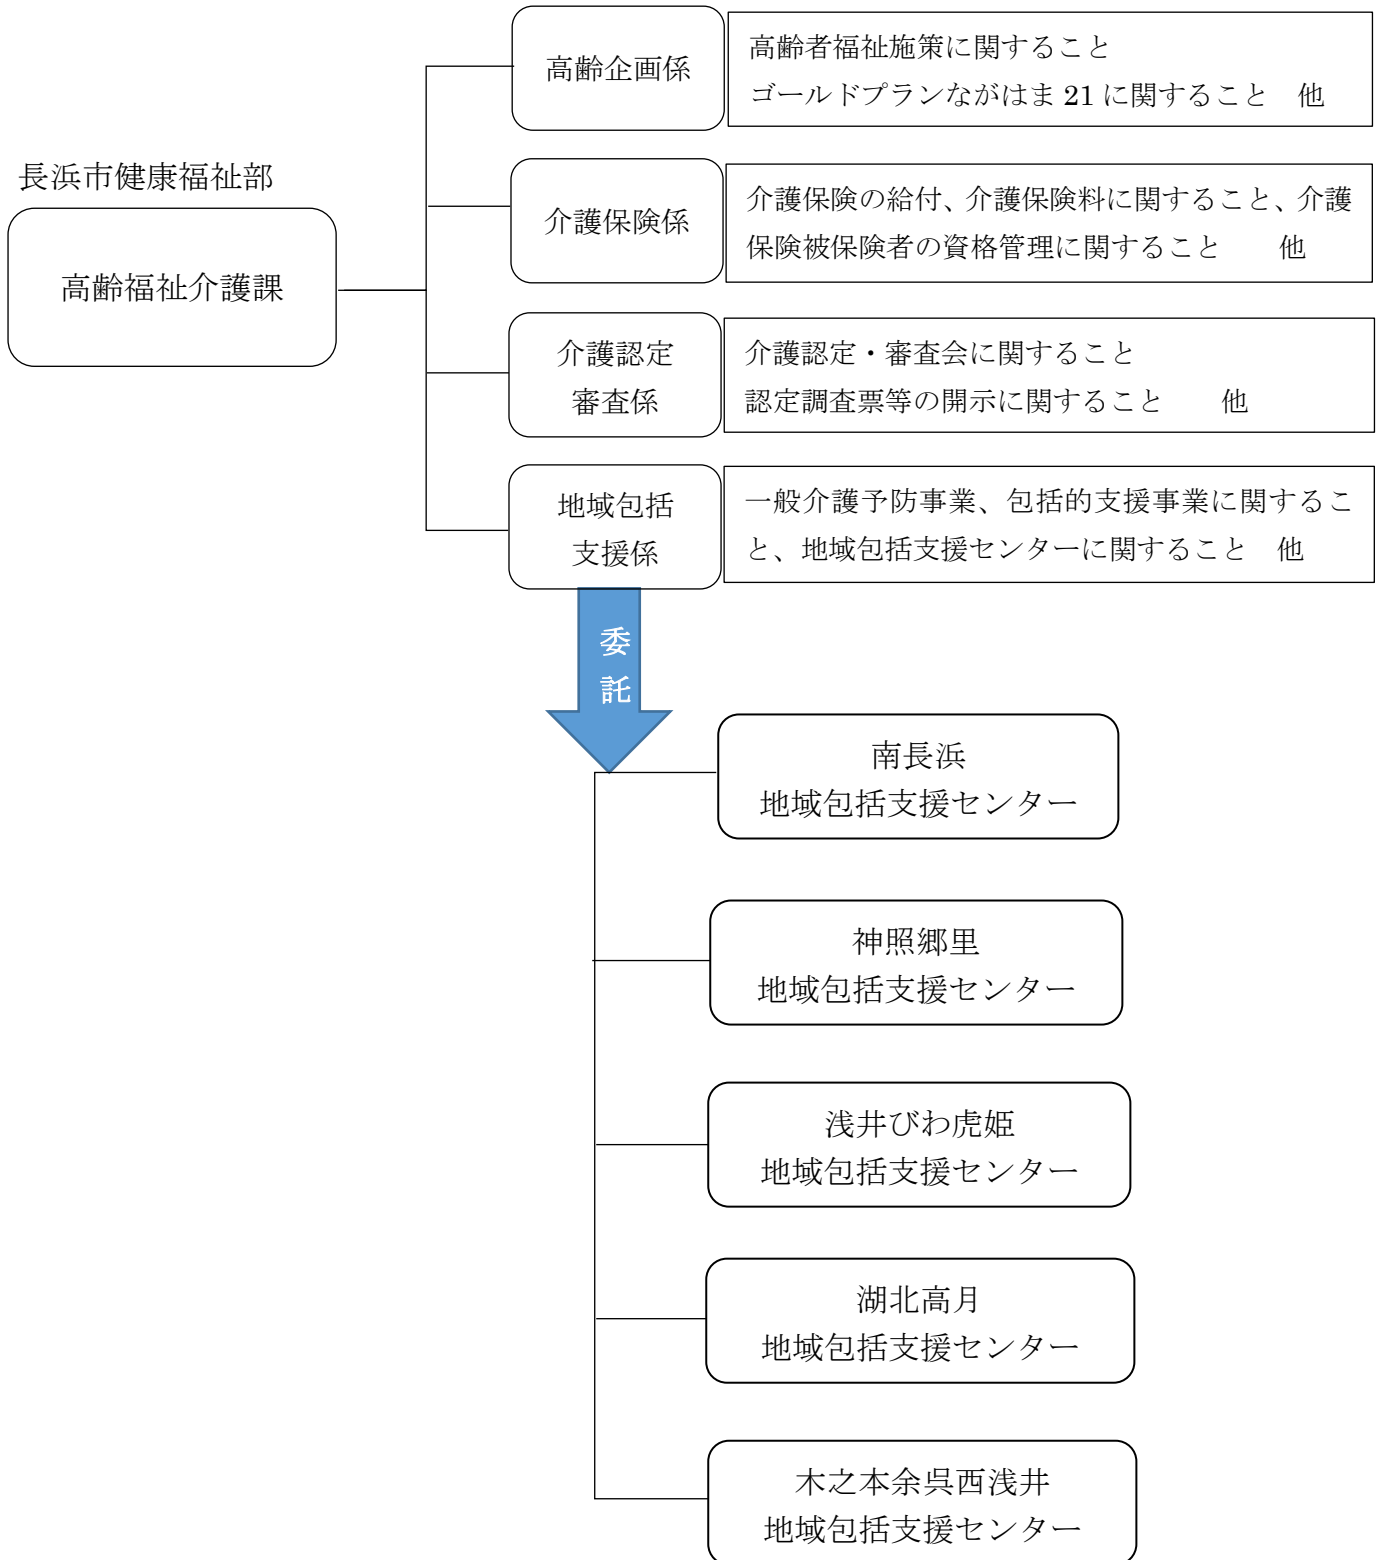 長浜市健康福祉部
高齢福祉介護課
高齢企画係
高齢者福祉施策に関すること
ゴールドプランながはま 21 に関すること　他
介護保険係
介護保険の給付、介護保険料に関すること、介護
保険被保険者の資格管理に関すること　　他
介護認定
審査係
介護認定・審査会に関すること
認定調査票等の開示に関すること　　他
地域包括
支援係
一般介護予防事業、包括的支援事業に関するこ
と、地域包括支援センターに関すること　他
委
託
南長浜
地域包括支援センター
神照郷里
地域包括支援センター
浅井びわ虎姫
地域包括支援センター
湖北高月
地域包括支援センター
木之本余呉西浅井
地域包括支援センター